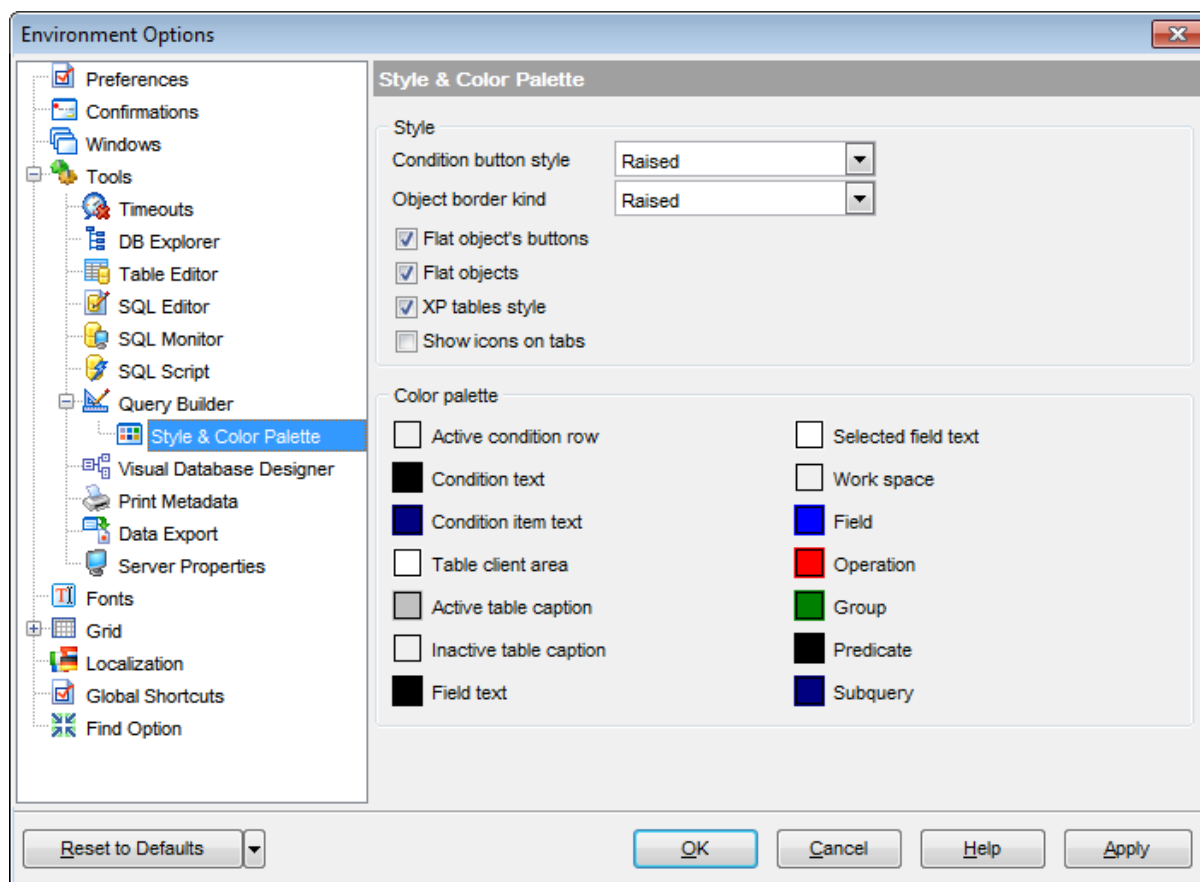 Environment Options
Preferences
Confirmations
Windows
Tools
Timeouts
DB Explorer
Table Editor
SQL Editor
SQL Monitor
SQL Script
Query Builder
Style & Color Palette
Visual Database Designer
Print Metadata
Data Export
Server Properties
Fonts
Grid
Localization
Global Shortcuts
Find Option
Style & Color Palette
Style
Condition button style Raised
Object border kind Raised
Flat object's buttons
Flat objects
XP tables style
Show icons on tabs
Color palette
Active condition row
Condition text
Condition item text
Table client area
Active table caption
Inactive table caption
Field text
Selected field text
Work space
Field
Operation
Group
Predicate
Subquery
Reset to Defaults OK Cancel Help Apply